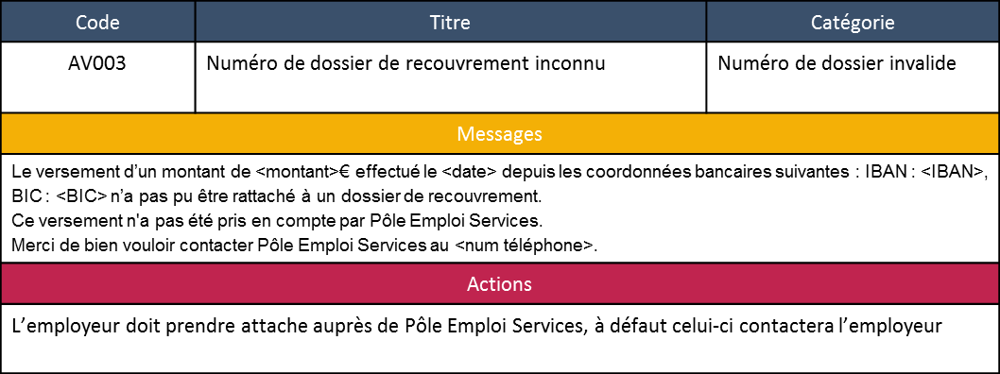 Code Titre Catégorie
AV003 Numéro de dossier de recouvrement inconnu Numéro de dossier invalide
Messages
Le versement d’un montant de <montant>€ effectué le <date> depuis les coordonnées bancaires suivantes : IBAN : <IBAN>,
BIC : <BIC> n’a pas pu être rattaché à un dossier de recouvrement.
Ce versement n'a pas été pris en compte par Pôle Emploi Services.
Merci de bien vouloir contacter Pôle Emploi Services au <num téléphone>.
Actions
L’employeur doit prendre attache auprès de Pôle Emploi Services, à défaut celui-ci contactera l’employeur